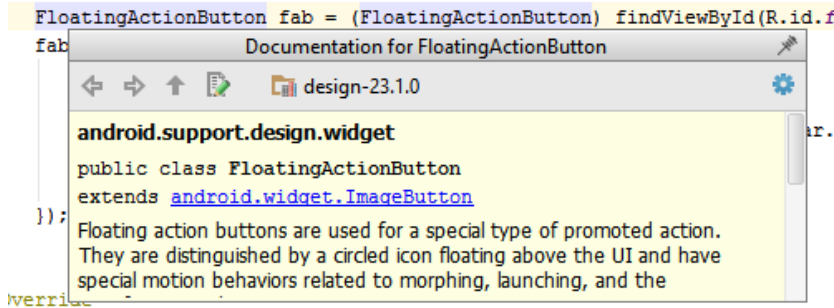 FloatingActionButton fab = (FloatingActionButton) findViewById(R.id.f
fab
Documentation for FloatingActionButton
design-23.1.0
android.support.design.widget
ar.
public class FloatingActionButton
extends android.widget.ImageButton
});
Floating action buttons are used for a special type of promoted action.
They are distinguished by a circled icon floating above the UI and have
special motion behaviors related to morphing, launching, and the
Override